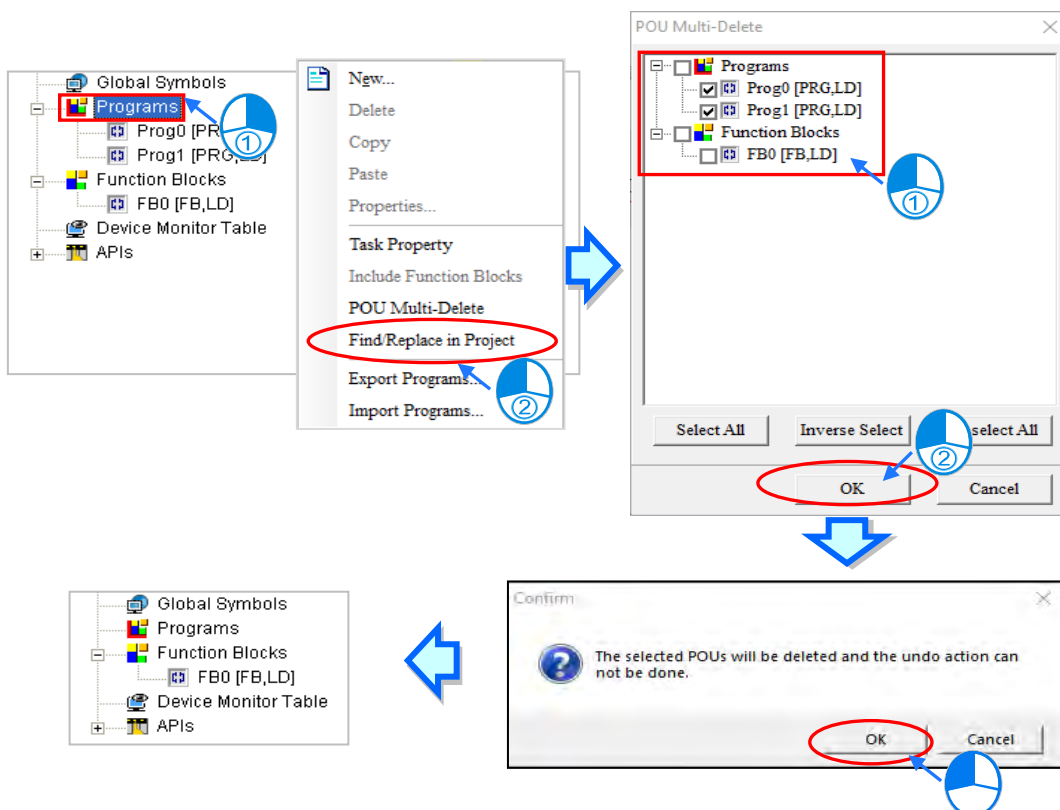 Global Symbols
Programs
Prog0 [PR
Prog1 [PRG,LD]
Function Blocks
FB0 [FB,LD]
Device Monitor Table
APIs
①
New...
Delete
Copy
Paste
Properties...
Task Property
Include Function Blocks
POU Multi-Delete
Find/Replace in Project
Export Programs...
Import Programs...
②
POU Multi-Delete
Programs
Prog0 [PRG,LD]
Prog1 [PRG,LD]
Function Blocks
FB0 [FB,LD]
①
Select All Inverse Select select All
②
OK Cancel
Confirm
The selected POUs will be deleted and the undo action can
not be done.
OK Cancel
Global Symbols
Programs
Function Blocks
FB0 [FB,LD]
Device Monitor Table
APIs